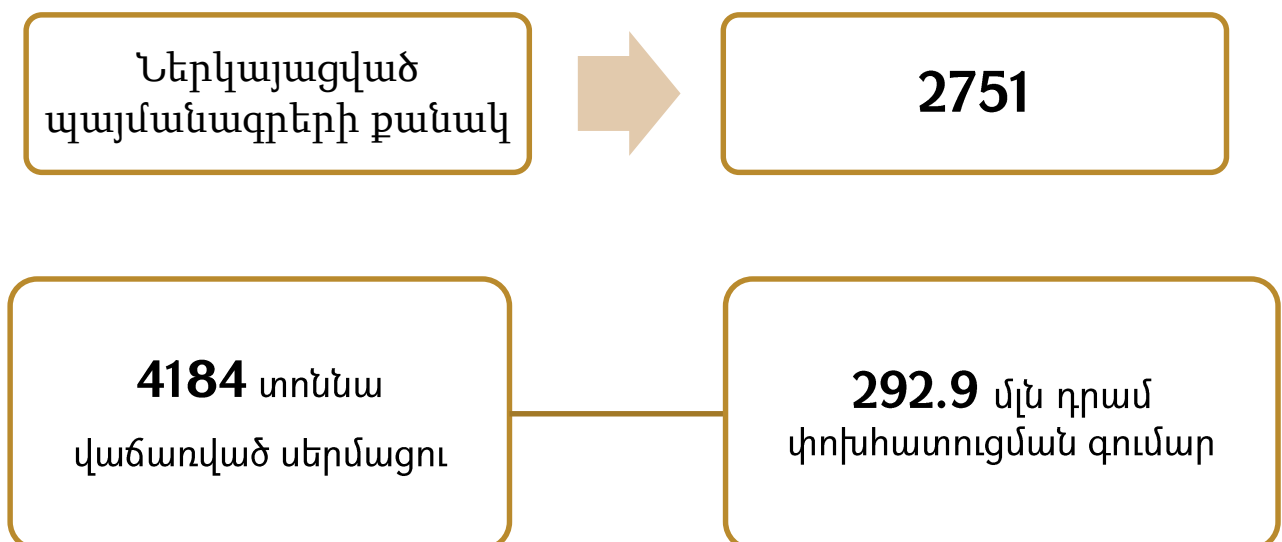 Ներկայացված
պայմանագրերի քանակ
2751
4184 տոննա
վաճառված սերմացու
292.9 մլն դրամ
փոխհատուցման գումար